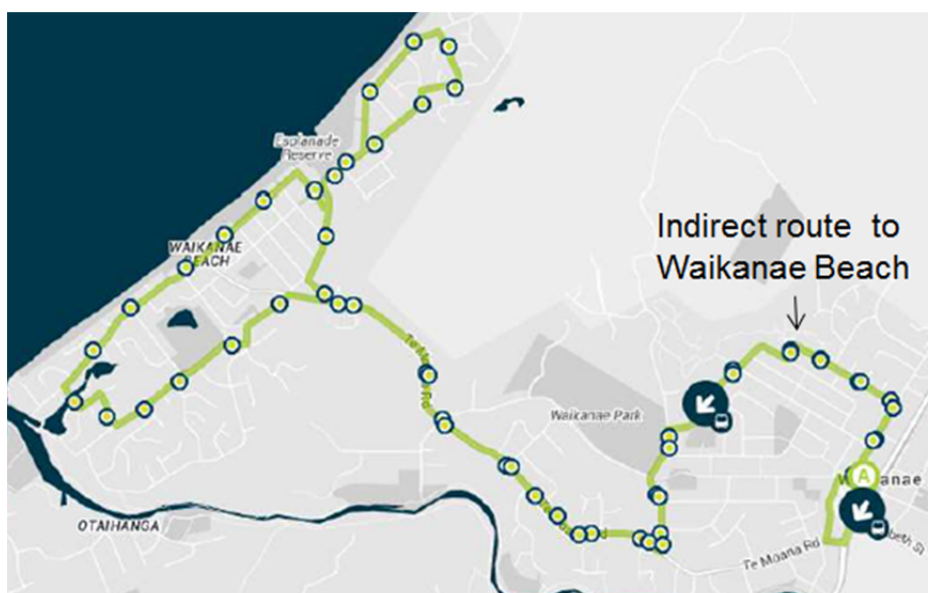 Esplanade
Reserve
WAIKANAE
BEACH
Indirect route to
Waikanae Beach
Te Mo
Rd
Waikanae Park
A
W anae
OTAIHANGA
d
Te Moana Rd
beth St